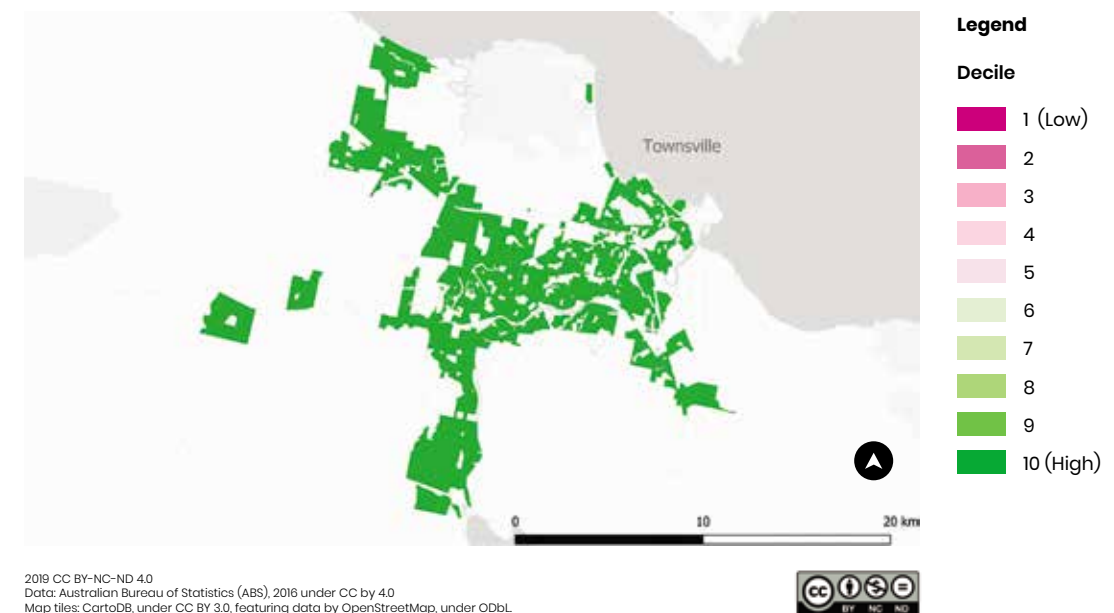 Legend
Decile
1 (Low)
2
3
4
5
6
7
8
9
10 (High)
Townsville
0 10 20 km
2019 CC BY-NC-ND 4.0
Data: Australian Bureau of Statistics (ABS), 2016 under CC by 4.0
Map tiles: CartoDB, under CC BY 3.0, featuring data by OpenStreetMap, under ODbL.
cc
BY NC ND